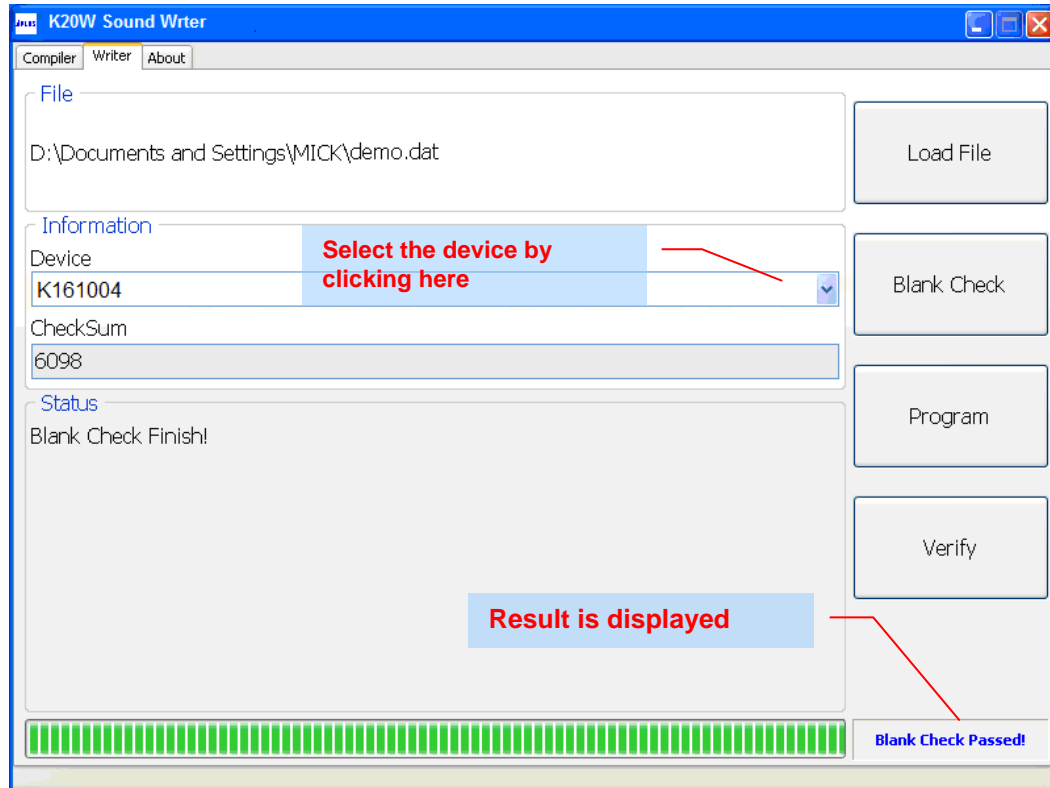 APLUS K20W Sound Wrter
Compiler Writer About
File
D:\Documents and Settings\MICK\demo.dat
Load File
Information
Device
Select the device by
clicking here
K161004
Blank Check
CheckSum
6098
Status
Blank Check Finish!
Program
Verify
Result is displayed
Blank Check Passed!